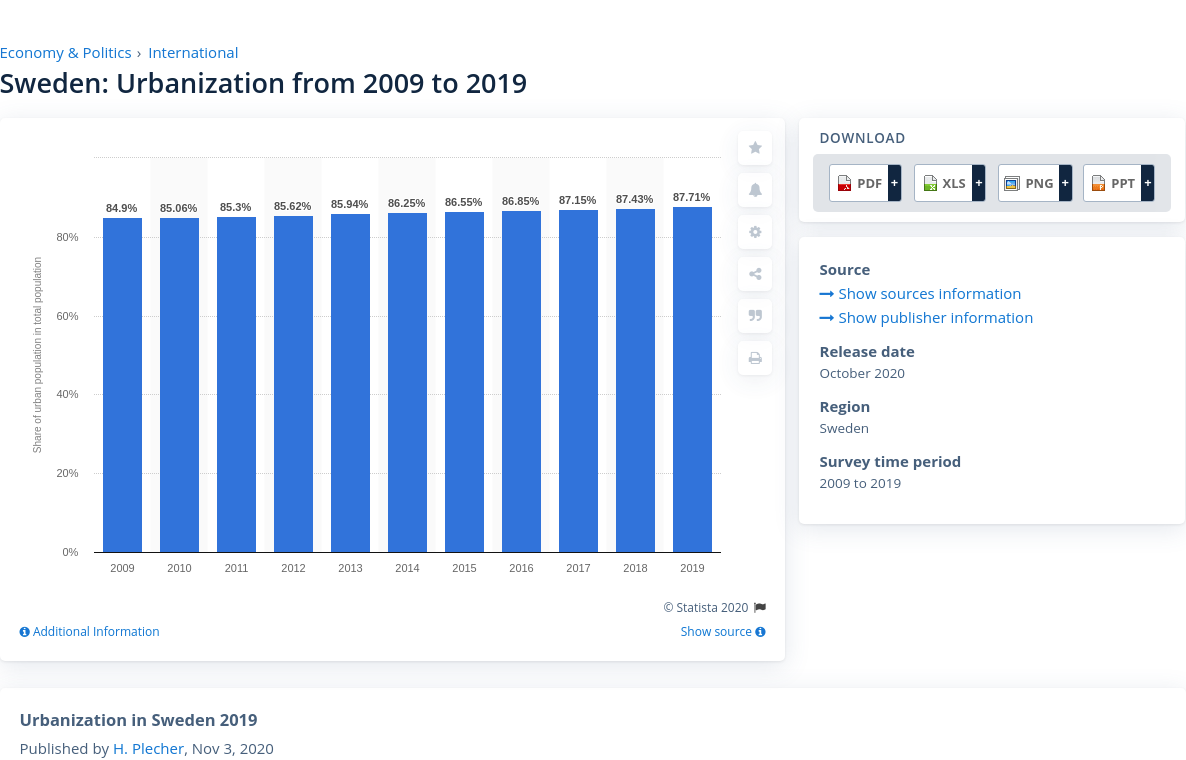 Economy & Politics › International
Sweden: Urbanization from 2009 to 2019
Share of urban population in total population
80%
60%
40%
20%
0%
84.9% 85.06% 85.3% 85.62% 85.94% 86.25% 86.55% 86.85% 87.15% 87.43% 87.71%
2009 2010 2011 2012 2013 2014 2015 2016 2017 2018 2019
© Statista 2020
Additional Information
Show source
DOWNLOAD
PDF + XLS + PNG + PPT +
Source
Show sources information
Show publisher information
Release date
October 2020
Region
Sweden
Survey time period
2009 to 2019
Urbanization in Sweden 2019
Published by H. Plecher, Nov 3, 2020